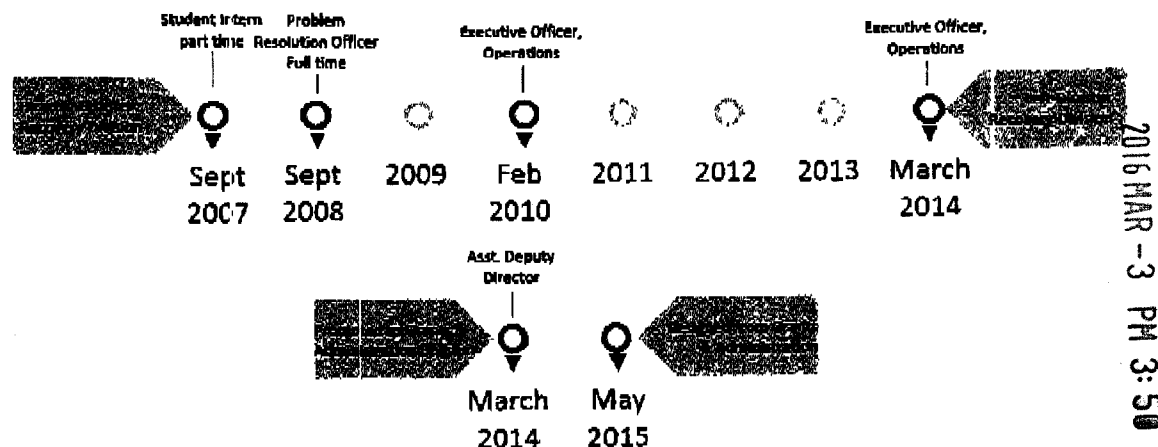 Student Intern
part time
Problem
Resolution Officer
Full time
Executive Officer,
Operations
Executive Officer,
Operations
Sept
2007
Sept
2008
2009
Feb
2010
2011
2012
2013
March
2014
Asst. Deputy
Director
March
2014
May
2015
2016 MAR -3 PM 3:50